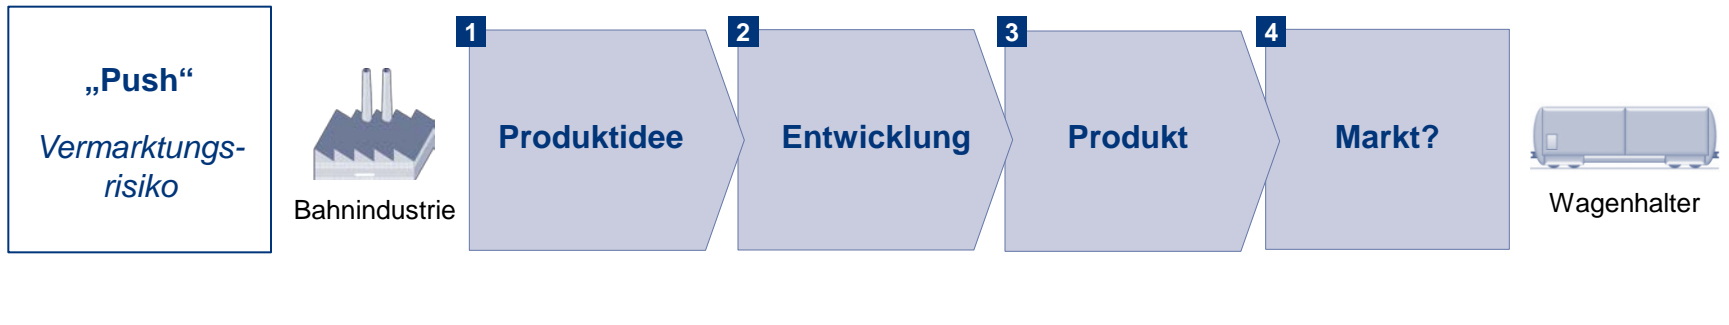 „Push“
Vermarktungs-
risiko
Bahnindustrie
1
Produktidee
2
Entwicklung
3
Produkt
4
Markt?
Wagenhalter